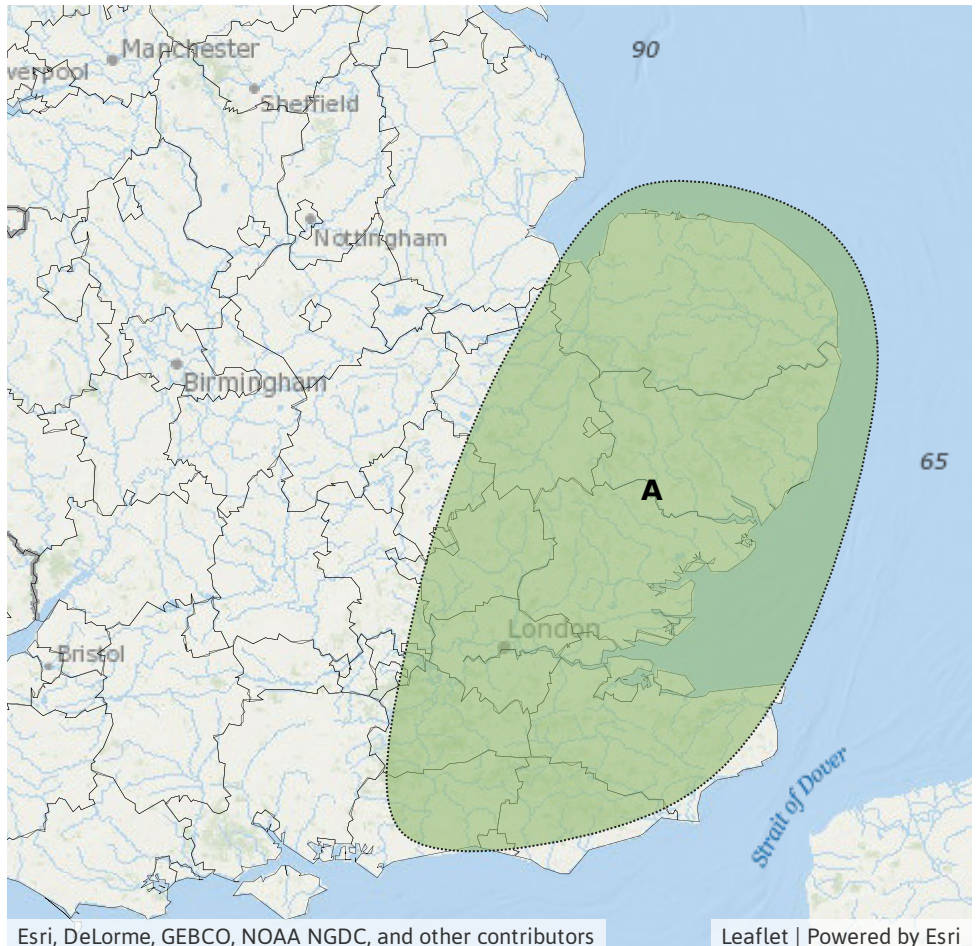 Manchester
90
verpool
Sheffield
Nottingham
Birmingham
65
A
London
Bristol
Strait of Dover
Esri, DeLorme, GEBCO, NOAA NGDC, and other contributors
Leaflet | Powered by Esri